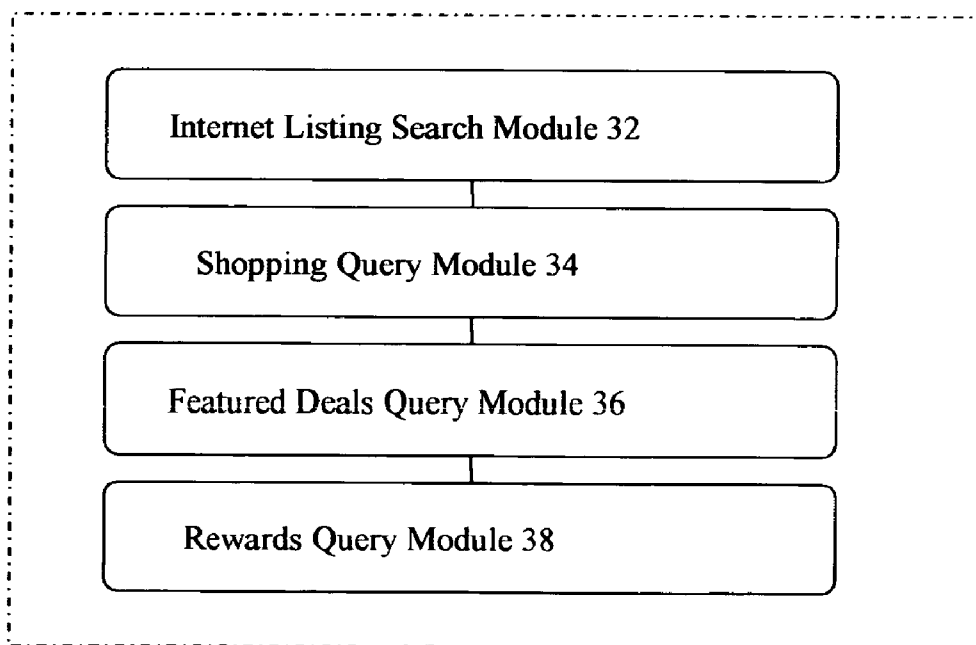 Internet Listing Search Module 32
Shopping Query Module 34
Featured Deals Query Module 36
Rewards Query Module 38